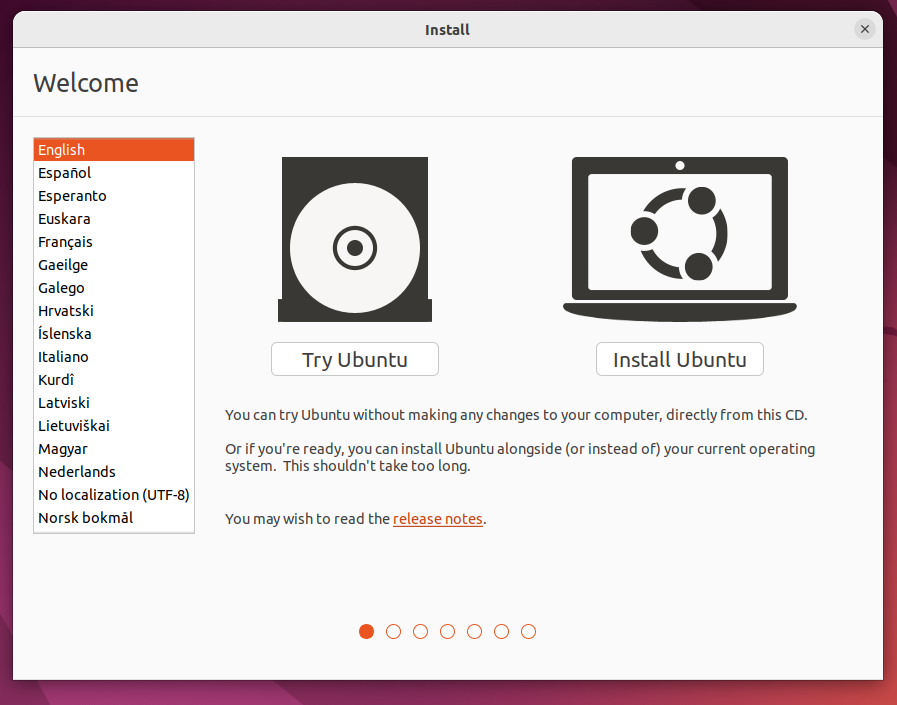 Install
Welcome
English
Español
Esperanto
Euskara
Français
Gaeilge
Galego
Hrvatski
Íslenska
Italiano
Kurdî
Latviski
Lietuviškai
Magyar
Nederlands
No localization (UTF-8)
Norsk bokmål
Try Ubuntu
Install Ubuntu
You can try Ubuntu without making any changes to your computer, directly from this CD.
Or if you're ready, you can install Ubuntu alongside (or instead of) your current operating
system.  This shouldn't take too long.
You may wish to read the release notes.